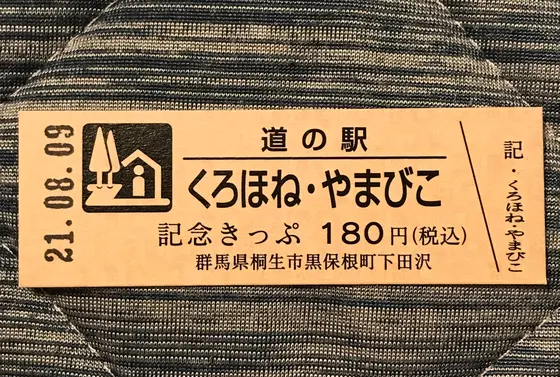 21.08.09
道の駅
くろほね・やまびこ
記念きっぷ 180円(税込)
群馬県桐生市黒保根町下田沢
記・くろほね・やまびこ